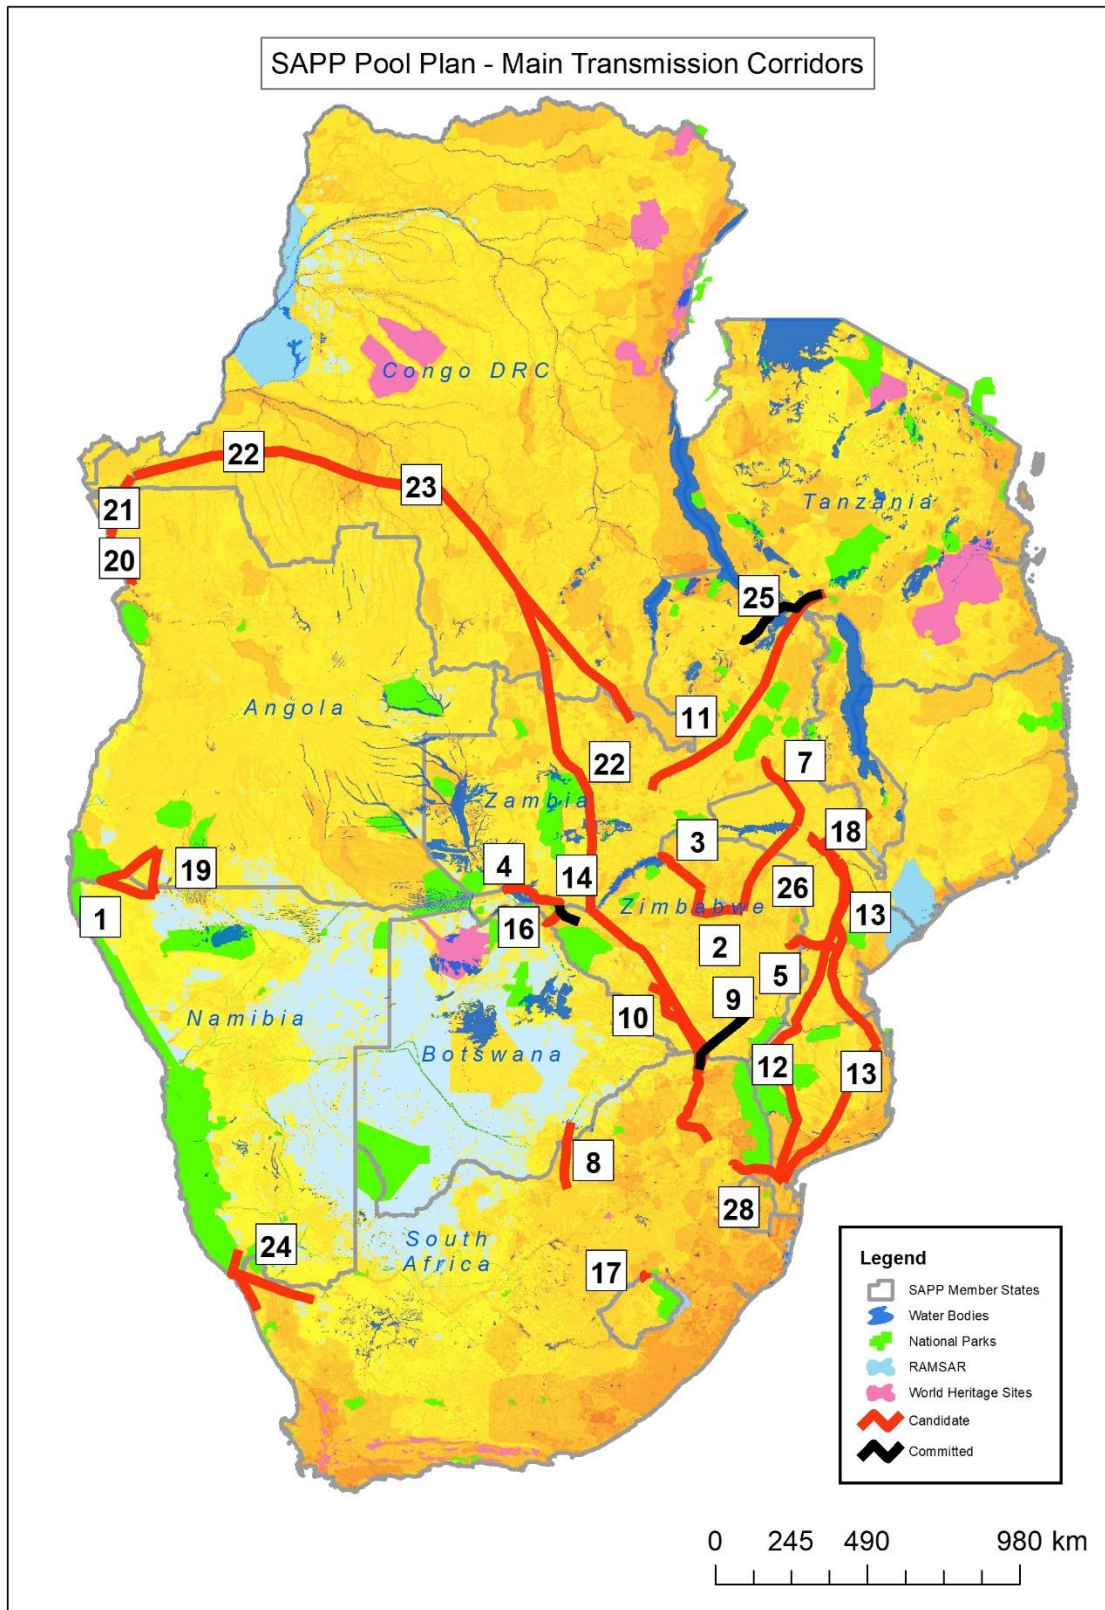 SAPP Pool Plan - Main Transmission Corridors
Congo DRC
22
23
21
20
Tanzania
25
Angola
11
7
22
Zambia
3
18
4
14
19
26
Zimbabwe
13
1
16
2
5
9
Namibia
10
Botswana
12
13
8
28
South
Africa
24
17
Legend
SAPP Member States
Water Bodies
National Parks
RAMSAR
World Heritage Sites
Candidate
Committed
0 245 490 980 km